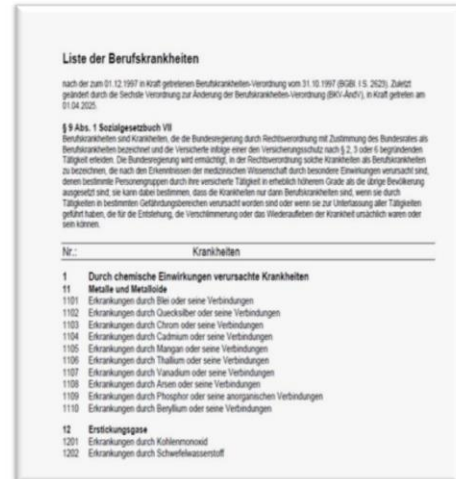 Liste der Berufskrankheiten
nach der zum 01.12.1997 in Kraft getretenen Berufskrankheiten-Verordnung vom 31.10.1997 (BGBl. I S. 2623). Zuletzt
geändert durch die Sechste Verordnung zur Änderung der Berufskrankheiten-Verordnung (BKV-ÄndV), in Kraft getreten am
01.04.2025.
§ 9 Abs. 1 Sozialgesetzbuch VII
Berufskrankheiten sind Krankheiten, die die Bundesregierung durch Rechtsverordnung mit Zustimmung des Bundesrates als
Berufskrankheiten bezeichnet und die Versicherte infolge einer den Versicherungsschutz nach § 2, 3 oder 6 begründenden
Tätigkeit erleiden. Die Bundesregierung wird ermächtigt, in der Rechtsverordnung solche Krankheiten als Berufskrankheiten
zu bezeichnen, die nach den Erkenntnissen der medizinischen Wissenschaft durch besondere Einwirkungen verursacht sind,
denen bestimmte Personengruppen durch ihre versicherte Tätigkeit in erheblich höherem Grade als die übrige Bevölkerung
ausgesetzt sind; sie kann dabei bestimmen, dass die Krankheiten nur dann Berufskrankheiten sind, wenn sie durch
Tätigkeiten in bestimmten Gefährdungsbereichen verursacht worden sind oder wenn sie zur Unterlassung aller Tätigkeiten
geführt haben, die für die Entstehung, die Verschlimmerung oder das Wiederaufleben der Krankheit ursächlich waren oder
sein können.
Nr.: Krankheiten
1 Durch chemische Einwirkungen verursachte Krankheiten
11 Metalle und Metalloide
1101 Erkrankungen durch Blei oder seine Verbindungen
1102 Erkrankungen durch Quecksilber oder seine Verbindungen
1103 Erkrankungen durch Chrom oder seine Verbindungen
1104 Erkrankungen durch Cadmium oder seine Verbindungen
1105 Erkrankungen durch Mangan oder seine Verbindungen
1106 Erkrankungen durch Thallium oder seine Verbindungen
1107 Erkrankungen durch Vanadium oder seine Verbindungen
1108 Erkrankungen durch Arsen oder seine Verbindungen
1109 Erkrankungen durch Phosphor oder seine anorganischen Verbindungen
1110 Erkrankungen durch Beryllium oder seine Verbindungen
12 Erstickungsgase
1201 Erkrankungen durch Kohlenmonoxid
1202 Erkrankungen durch Schwefelwasserstoff